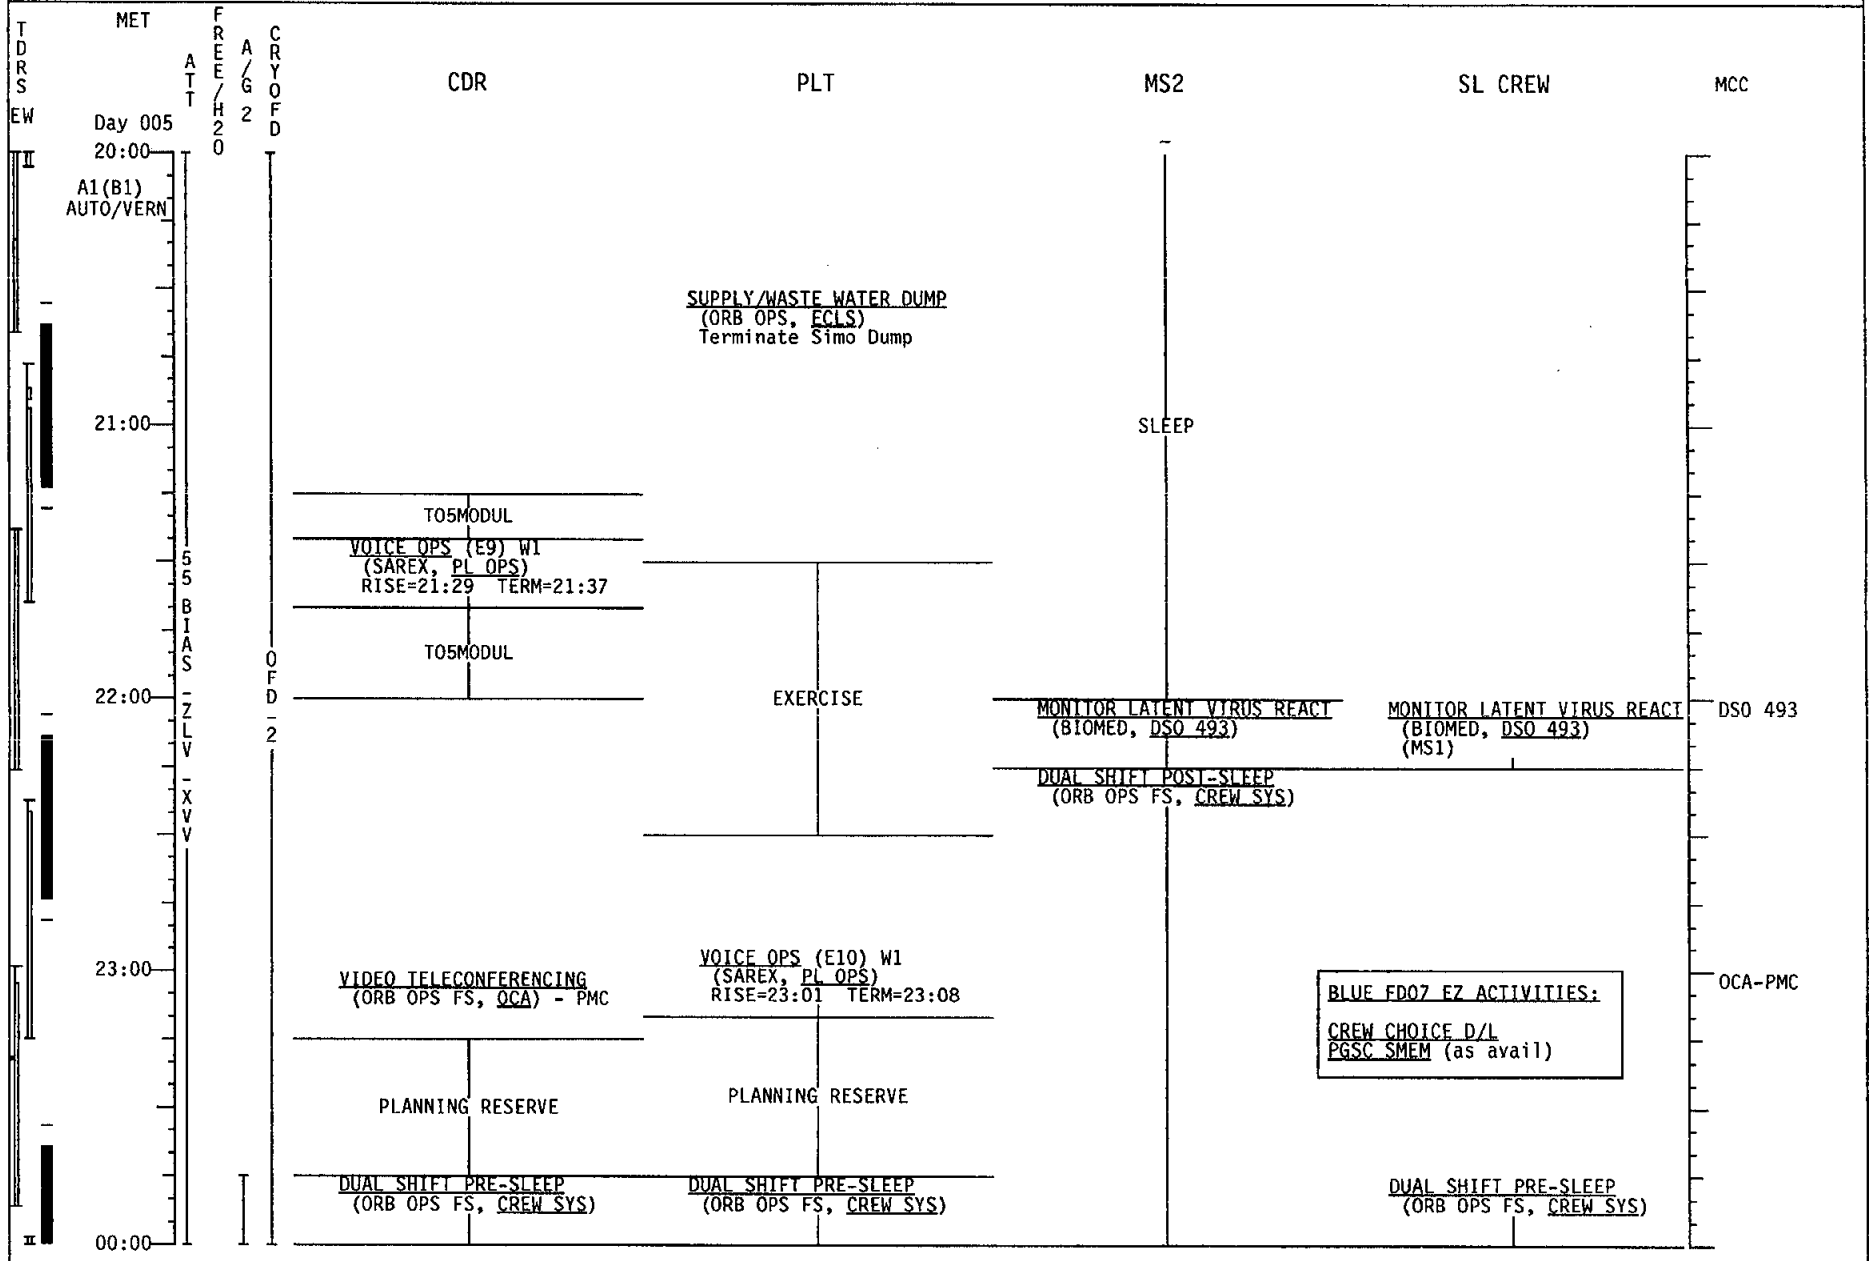 MET
TDRS
EW
ATT
FREE/H2O
A/G 2
CRYOFD
CDR
PLT
MS2
SL CREW
MCC
Day 005
20:00
A1(B1)
AUTO/VERN
SUPPLY/WASTE WATER DUMP
(ORB OPS, ECLS)
Terminate Simo Dump
21:00
SLEEP
TO5MODUL
VOICE OPS (E9) W1
(SAREX, PL OPS)
RISE=21:29 TERM=21:37
55 BIAS -ZLV -XVV
TO5MODUL
OFD-2
22:00
EXERCISE
MONITOR LATENT VIRUS REACT
(BIOMED, DSO 493)
MONITOR LATENT VIRUS REACT
(BIOMED, DSO 493)
(MS1)
DSO 493
DUAL SHIFT POST-SLEEP
(ORB OPS FS, CREW SYS)
23:00
VIDEO TELECONFERENCING
(ORB OPS FS, OCA) - PMC
VOICE OPS (E10) W1
(SAREX, PL OPS)
RISE=23:01 TERM=23:08
BLUE FD07 EZ ACTIVITIES:
CREW CHOICE D/L
PGSC SMEM (as avail)
OCA-PMC
PLANNING RESERVE
PLANNING RESERVE
DUAL SHIFT PRE-SLEEP
(ORB OPS FS, CREW SYS)
DUAL SHIFT PRE-SLEEP
(ORB OPS FS, CREW SYS)
DUAL SHIFT PRE-SLEEP
(ORB OPS FS, CREW SYS)
00:00